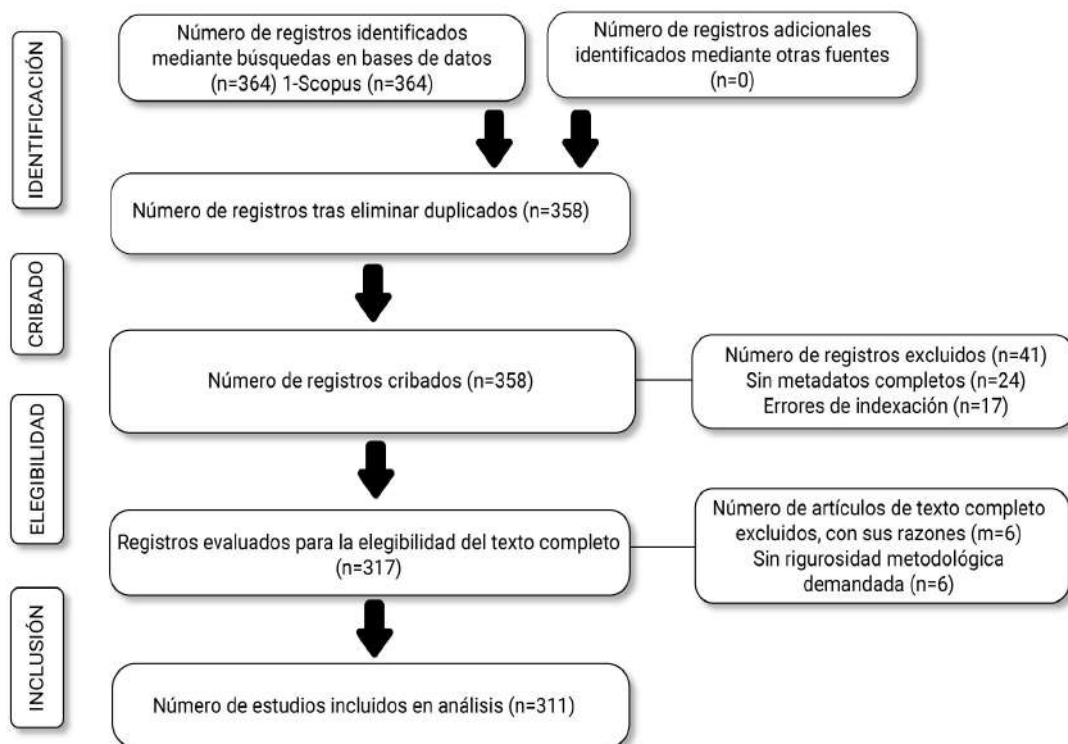 IDENTIFICACIÓN
Número de registros identificados
mediante búsquedas en bases de datos
(n=364) 1-Scopus (n=364)
Número de registros adicionales
identificados mediante otras fuentes
(n=0)
Número de registros tras eliminar duplicados (n=358)
CRIBADO
Número de registros cribados (n=358)
Número de registros excluidos (n=41)
Sin metadatos completos (n=24)
Errores de indexación (n=17)
ELEGIBILIDAD
Registros evaluados para la elegibilidad del texto completo
(n=317)
Número de artículos de texto completo
excluidos, con sus razones (m=6)
Sin rigurosidad metodológica
demandada (n=6)
INCLUSIÓN
Número de estudios incluidos en análisis (n=311)